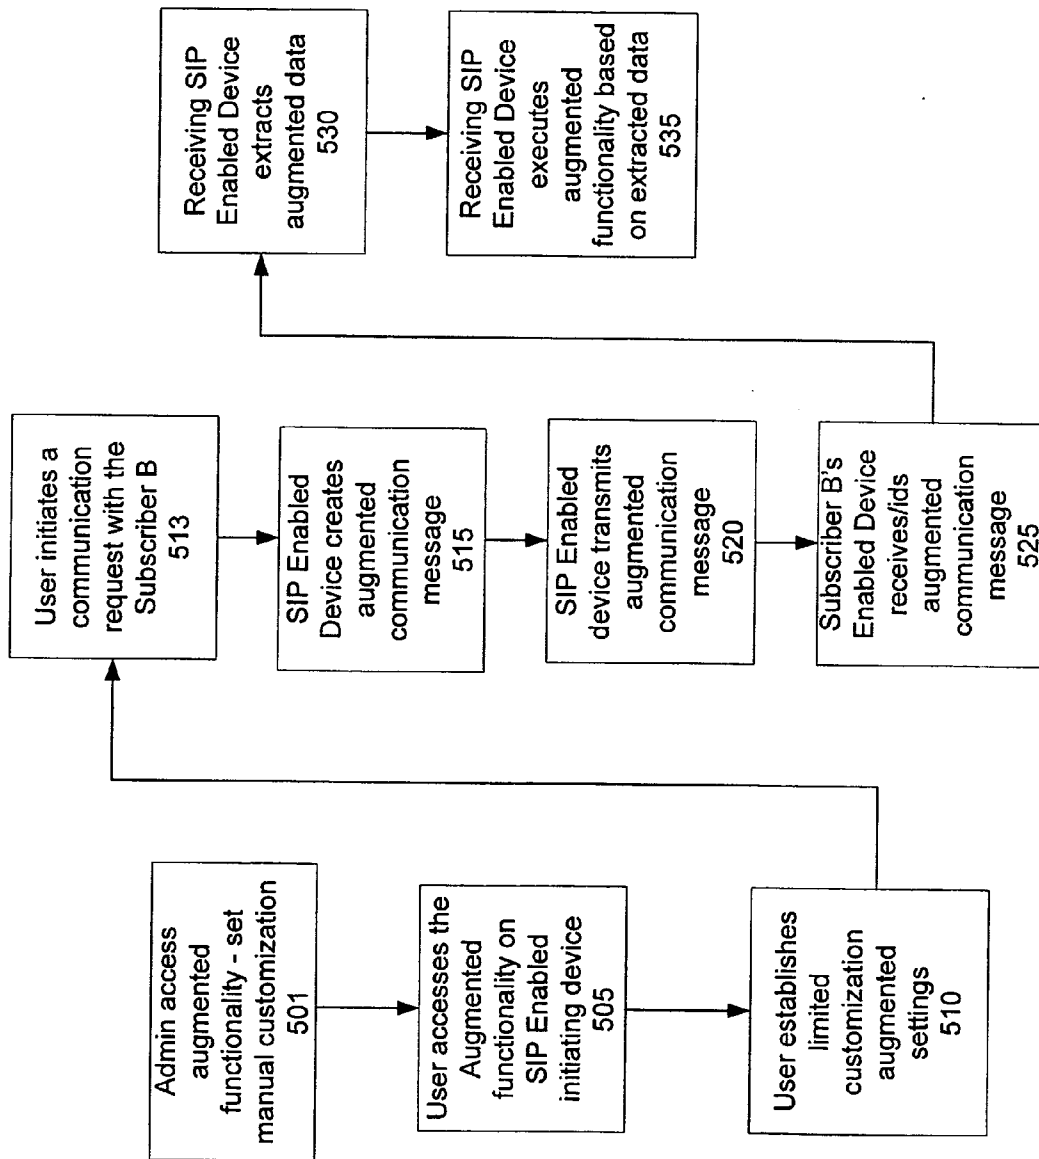 Admin access
augmented
functionality - set
manual customization
501
User accesses the
Augmented
functionality on
SIP Enabled
initiating device
505
User establishes
limited
customization
augmented
settings
510
User initiates a
communication
request with the
Subscriber B
513
SIP Enabled
Device creates
augmented
communication
message
515
SIP Enabled
device transmits
augmented
communication
message
520
Subscriber B's
Enabled Device
receives/ids
augmented
communication
message
525
Receiving SIP
Enabled Device
extracts
augmented data
530
Receiving SIP
Enabled Device
executes
augmented
functionality based
on extracted data
535